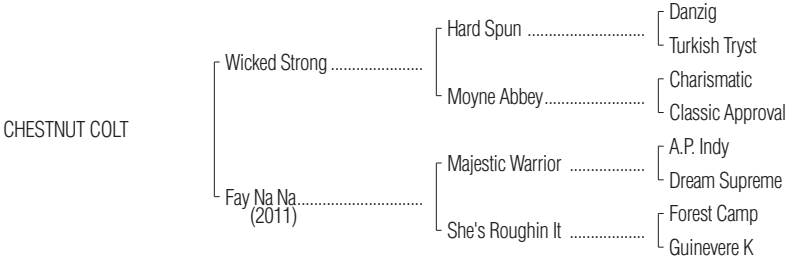 Danzig
Hard Spun ............................
Turkish Tryst
Wicked Strong ......................
Charismatic
Moyne Abbey........................
Classic Approval
CHESTNUT COLT
A.P. Indy
Majestic Warrior ..................
Dream Supreme
Fay Na Na..............................
(2011)
Forest Camp
She's Roughin It ..................
Guinevere K